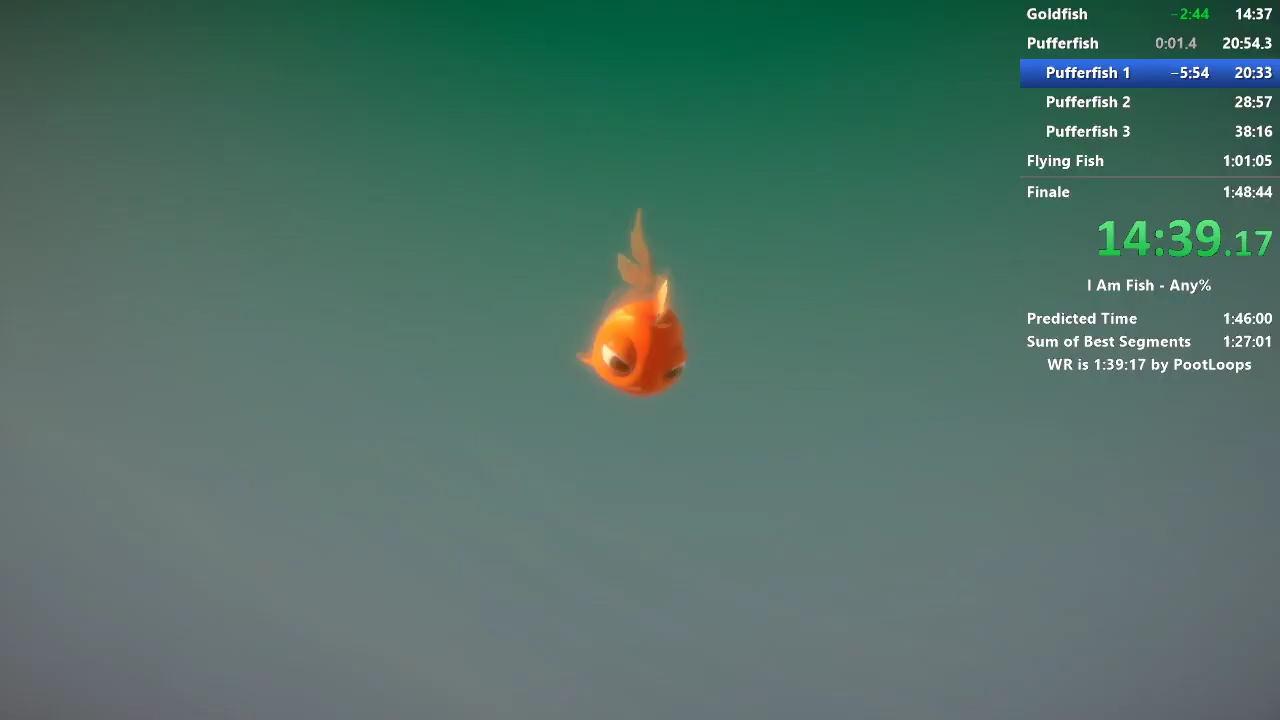 Goldfish −2:44 14:37
Pufferfish 0:01.4 20:54.3
Pufferfish 1 −5:54 20:33
Pufferfish 2 28:57
Pufferfish 3 38:16
Flying Fish 1:01:05
Finale 1:48:44
14:39.17
I Am Fish - Any%
Predicted Time 1:46:00
Sum of Best Segments 1:27:01
WR is 1:39:17 by PootLoops